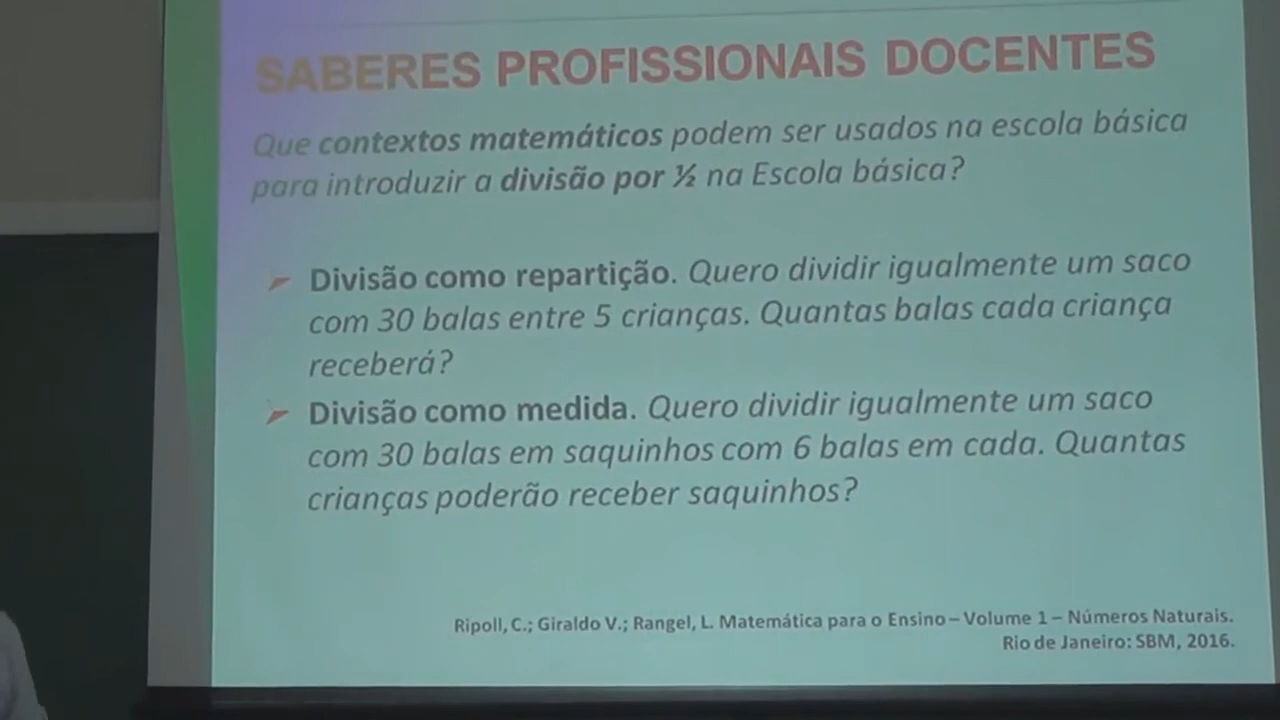 SABERES PROFISSIONAIS DOCENTES
Que contextos matemáticos podem ser usados na escola básica
para introduzir a divisão por ½ na Escola básica?
Divisão como repartição. Quero dividir igualmente um saco
com 30 balas entre 5 crianças. Quantas balas cada criança
receberá?
Divisão como medida. Quero dividir igualmente um saco
com 30 balas em saquinhos com 6 balas em cada. Quantas
crianças poderão receber saquinhos?
Ripoll, C.; Giraldo V.; Rangel, L. Matemática para o Ensino – Volume 1 – Números Naturais.
Rio de Janeiro: SBM, 2016.